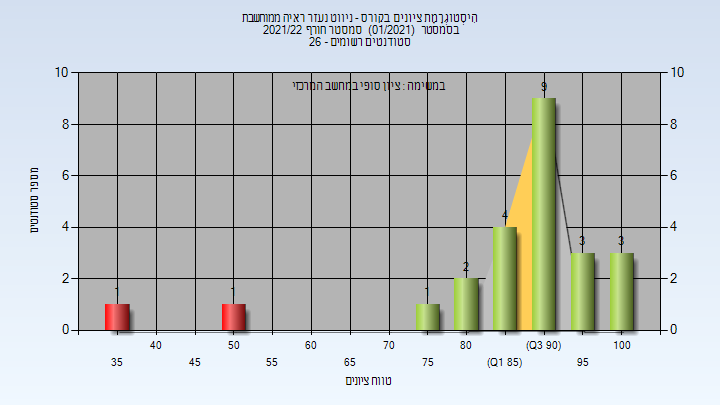 היסטוגרמת ציונים בקורס - ניווט נעזר ראיה ממוחשבת
בסמסטר (01/2021) סמסטר חורף 2021/22
סטודנטים רשומים - 26
במשימה : ציון סופי במחשב המרכזי
10 10
8 8
6 6
4 4
2 2
0 0
מספר סטודנטים
1 1 1 2 4 9 3 3
40 50 60 70 80 (Q3 90) 100
35 45 55 65 75 (Q1 85) 95
טווח ציונים